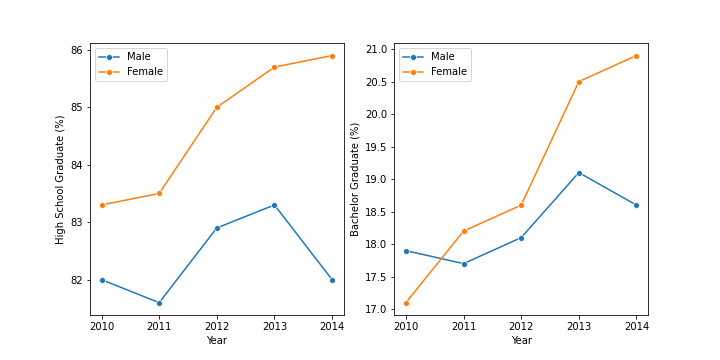 High School Graduate (%)
86
85
84
83
82
Male
Female
2010 2011 2012 2013 2014
Year
Bachelor Graduate (%)
21.0
20.5
20.0
19.5
19.0
18.5
18.0
17.5
17.0
Male
Female
2010 2011 2012 2013 2014
Year